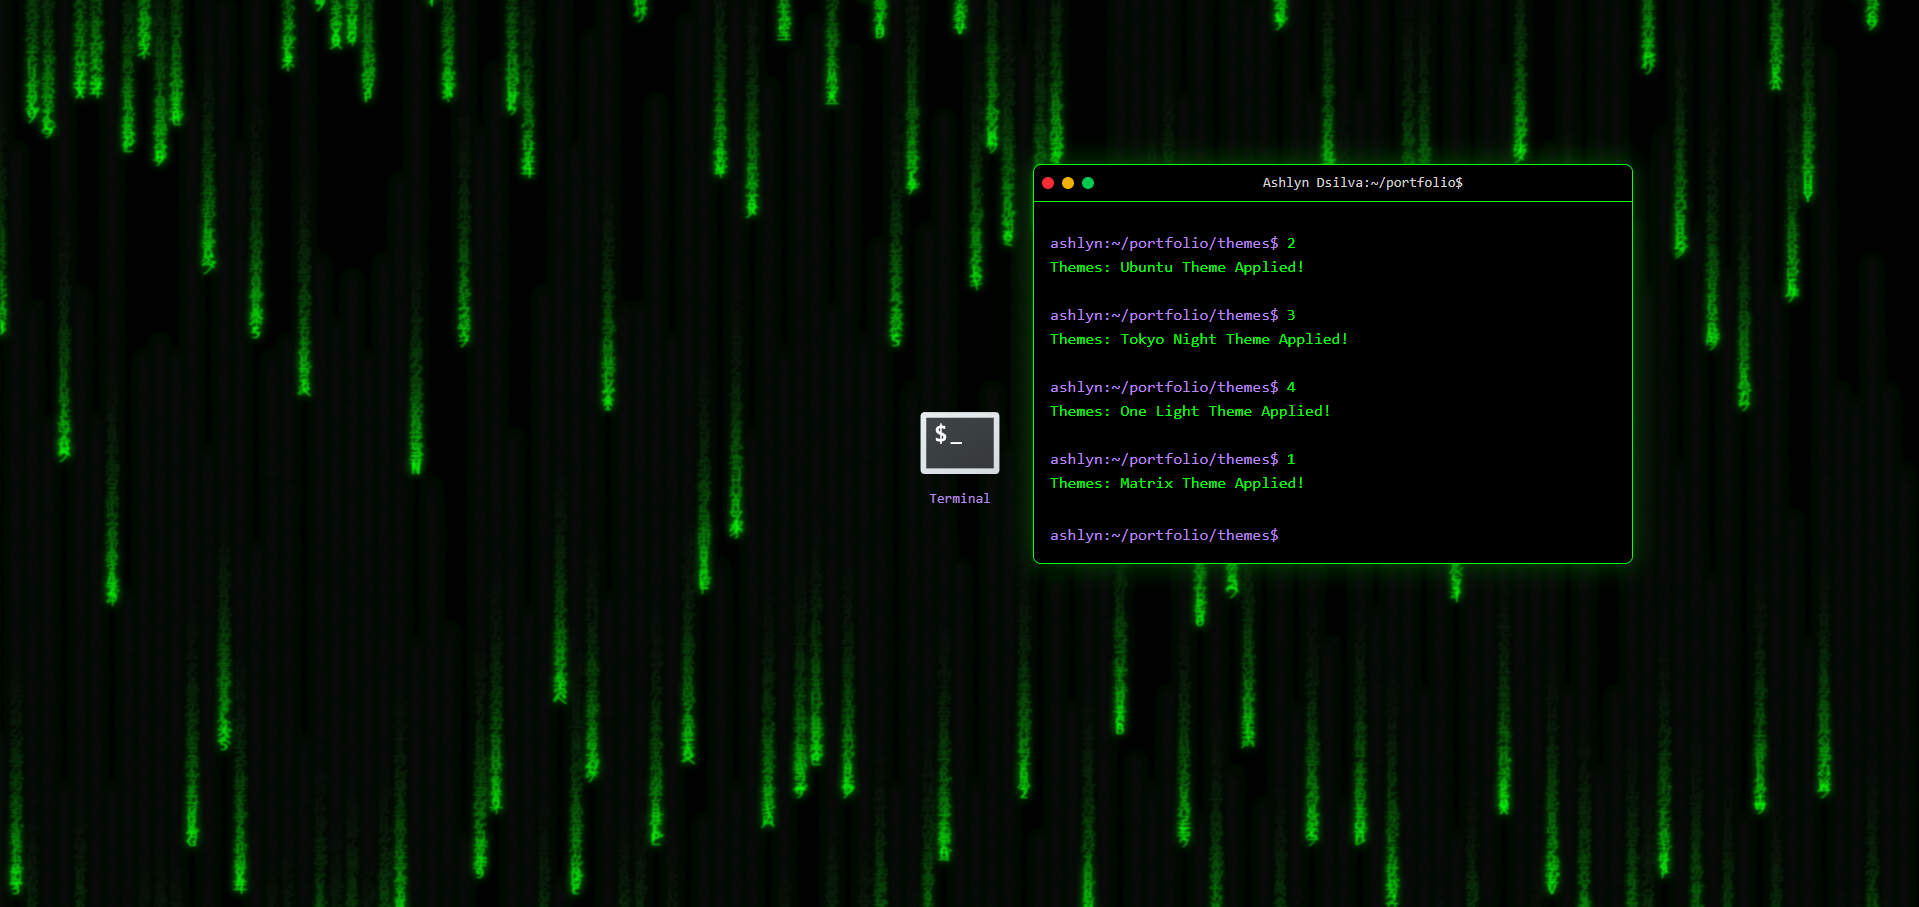 Ashlyn Dsilva:~/portfolio$
ashlyn:~/portfolio/themes$ 2
Themes: Ubuntu Theme Applied!
ashlyn:~/portfolio/themes$ 3
Themes: Tokyo Night Theme Applied!
ashlyn:~/portfolio/themes$ 4
Themes: One Light Theme Applied!
ashlyn:~/portfolio/themes$ 1
Themes: Matrix Theme Applied!
ashlyn:~/portfolio/themes$
$_
Terminal